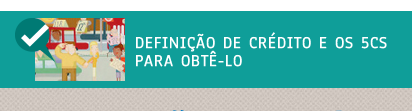 DEFINIÇÃO DE CRÉDITO E OS 5CS
PARA OBTÊ-LO